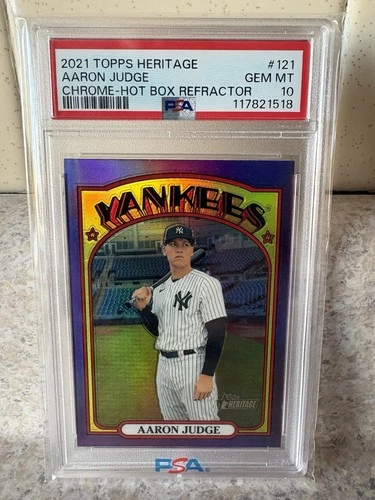 2021 TOPPS HERITAGE #121
AARON JUDGE GEM MT
CHROME-HOT BOX REFRACTOR 10
PSA 117821518
YANKEES
NY
NY
HERITAGE
AARON JUDGE
PSA